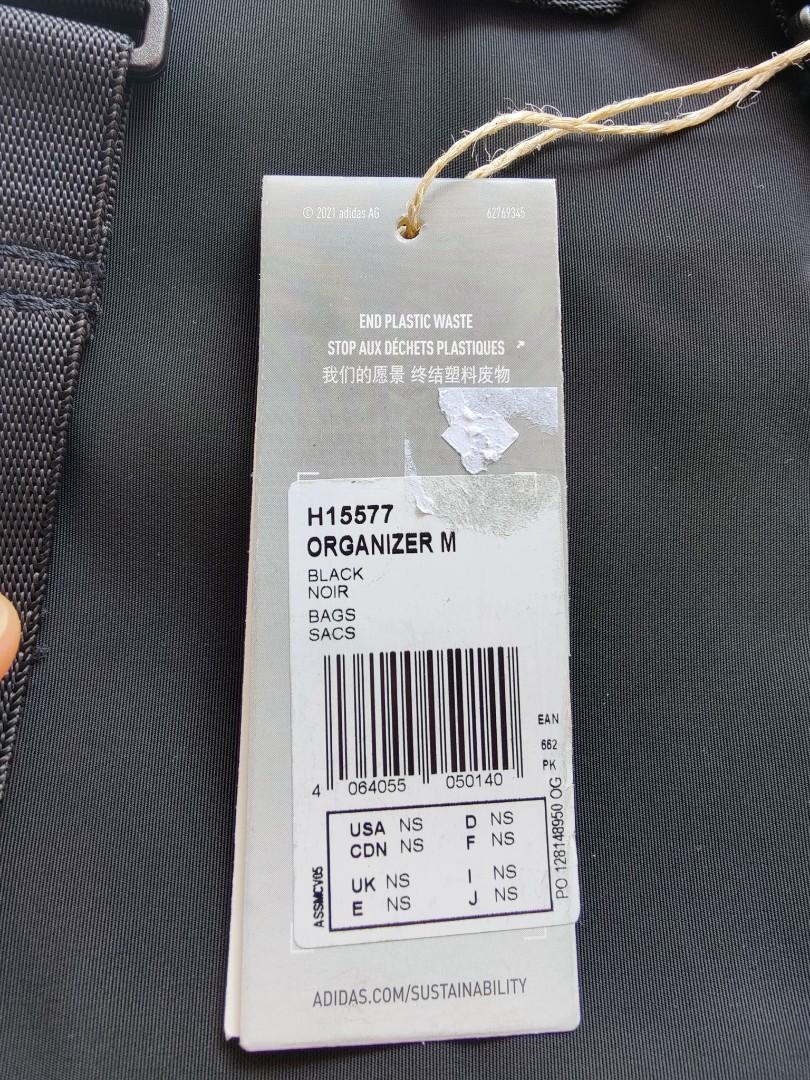 © 2021 adidas AG
62769345
END PLASTIC WASTE
STOP AUX DÉCHETS PLASTIQUES
我们的愿景 终结塑料废物
H15577
ORGANIZER M
BLACK
NOIR
BAGS
SACS
EAN
662
PK
4 064055 050140
USA NS D NS
CDN NS F NS
UK NS I NS
E NS J NS
ASSMCV05
PO 128148950 OG
ADIDAS.COM/SUSTAINABILITY